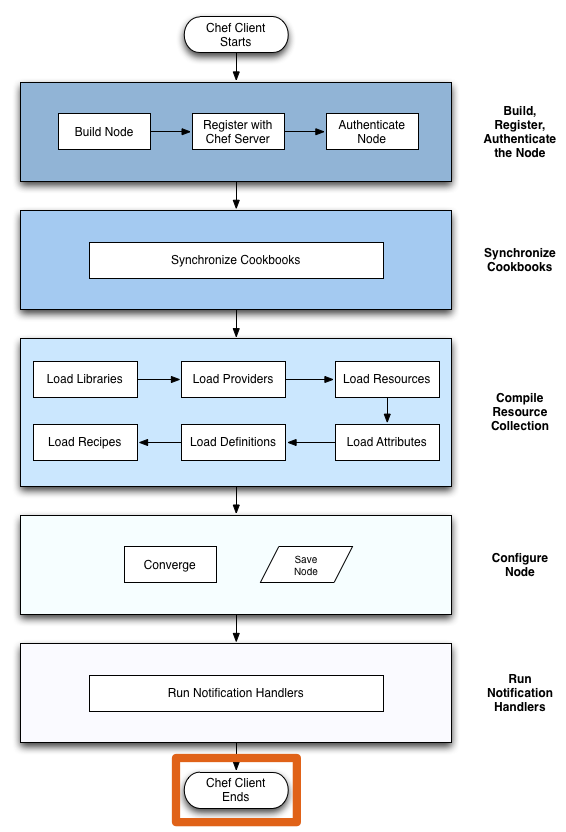 Chef Client
Starts
Build Node
Register with
Chef Server
Authenticate
Node
Build,
Register,
Authenticate
the Node
Synchronize Cookbooks
Synchronize
Cookbooks
Load Libraries
Load Providers
Load Resources
Load Recipes
Load Definitions
Load Attributes
Compile
Resource
Collection
Converge
Save
Node
Configure
Node
Run Notification Handlers
Run
Notification
Handlers
Chef Client
Ends